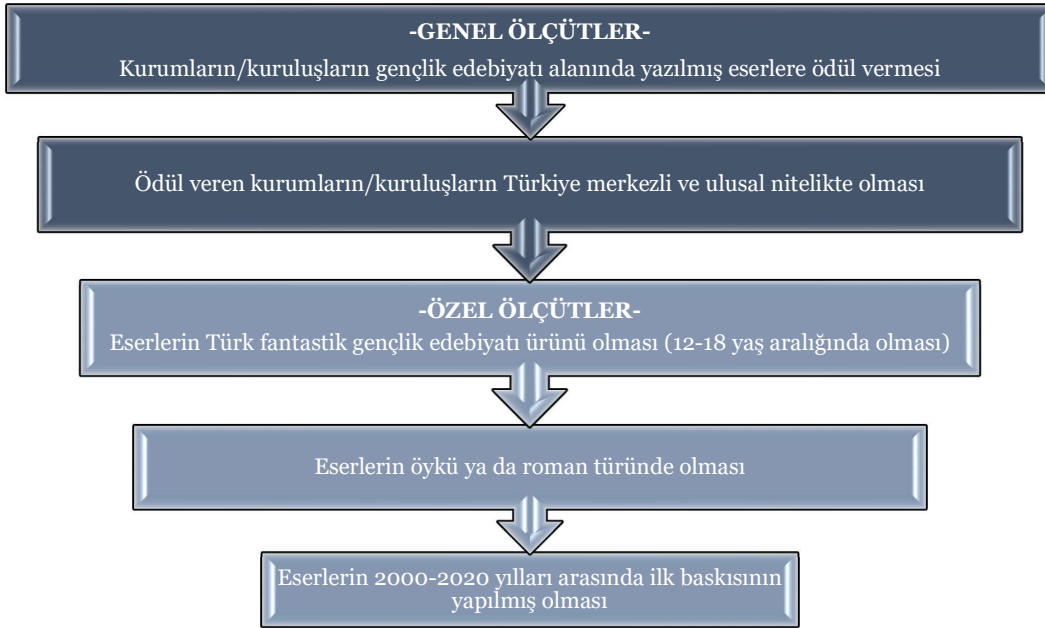 -GENEL ÖLÇÜTLER-
Kurumların/kuruluşların gençlik edebiyatı alanında yazılmış eserlere ödül vermesi
Ödül veren kurumların/kuruluşların Türkiye merkezli ve ulusal nitelikte olması
-ÖZEL ÖLÇÜTLER-
Eserlerin Türk fantastik gençlik edebiyatı ürünü olması (12-18 yaş aralığında olması)
Eserlerin öykü ya da roman türünde olması
Eserlerin 2000-2020 yılları arasında ilk baskısının
yapılmış olması